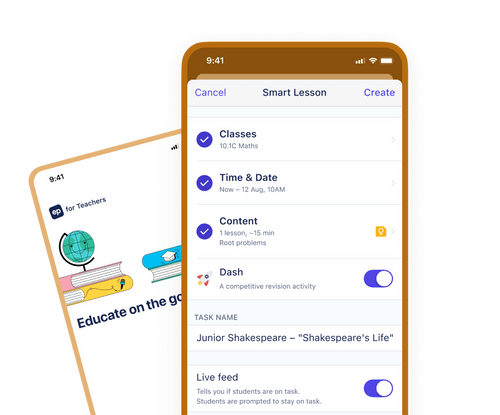 9:41
Cancel
Smart Lesson
Create
Classes
10.1C Maths
Time & Date
Now – 12 Aug, 10AM
Content
1 lesson, ~15 min
Root problems
Dash
A competitive revision activity
TASK NAME
Junior Shakespeare – "Shakespeare's Life"
Live feed
Tells you if students are on task.
Students are prompted to stay on task.
9:41
ep for Teachers
Educate on the go